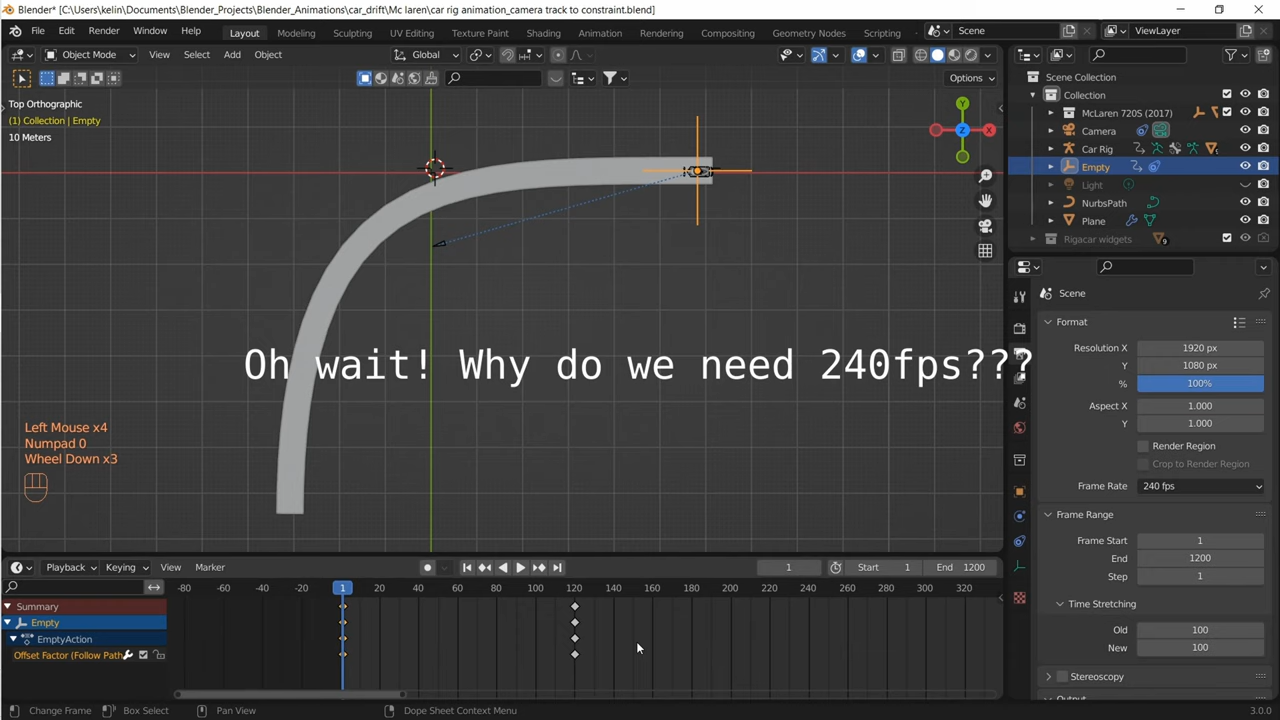 Blender* [C:\Users\kelin\Documents\Blender_Projects\Blender_Animations\car_drift\Mc laren\car rig animation_camera track to constraint.blend]
File Edit Render Window Help Layout Modeling Sculpting UV Editing Texture Paint Shading Animation Rendering Compositing Geometry Nodes Scripting Scene ViewLayer
Object Mode View Select Add Object Global
Options
Top Orthographic
(1) Collection | Empty
10 Meters
Y
X
Z
Scene Collection
Collection
McLaren 720S (2017)
Camera
Car Rig
Empty
Light
NurbsPath
Plane
Rigacar widgets 9
Scene
Format
Resolution X 1920 px
Y 1080 px
% 100%
Aspect X 1.000
Y 1.000
Render Region
Crop to Render Region
Frame Rate 240 fps
Frame Range
Frame Start 1
End 1200
Step 1
Time Stretching
Old 100
New 100
Stereoscopy
Output
Oh wait! Why do we need 240fps???
Left Mouse x4
Numpad 0
Wheel Down x3
Playback Keying View Marker 1 Start 1 End 1200
-80 -60 -40 -20 1 20 40 60 80 100 120 140 160 180 200 220 240 260 280 300 320
Summary
Empty
EmptyAction
Offset Factor (Follow Path
Change Frame Box Select Pan View Dope Sheet Context Menu 3.0.0